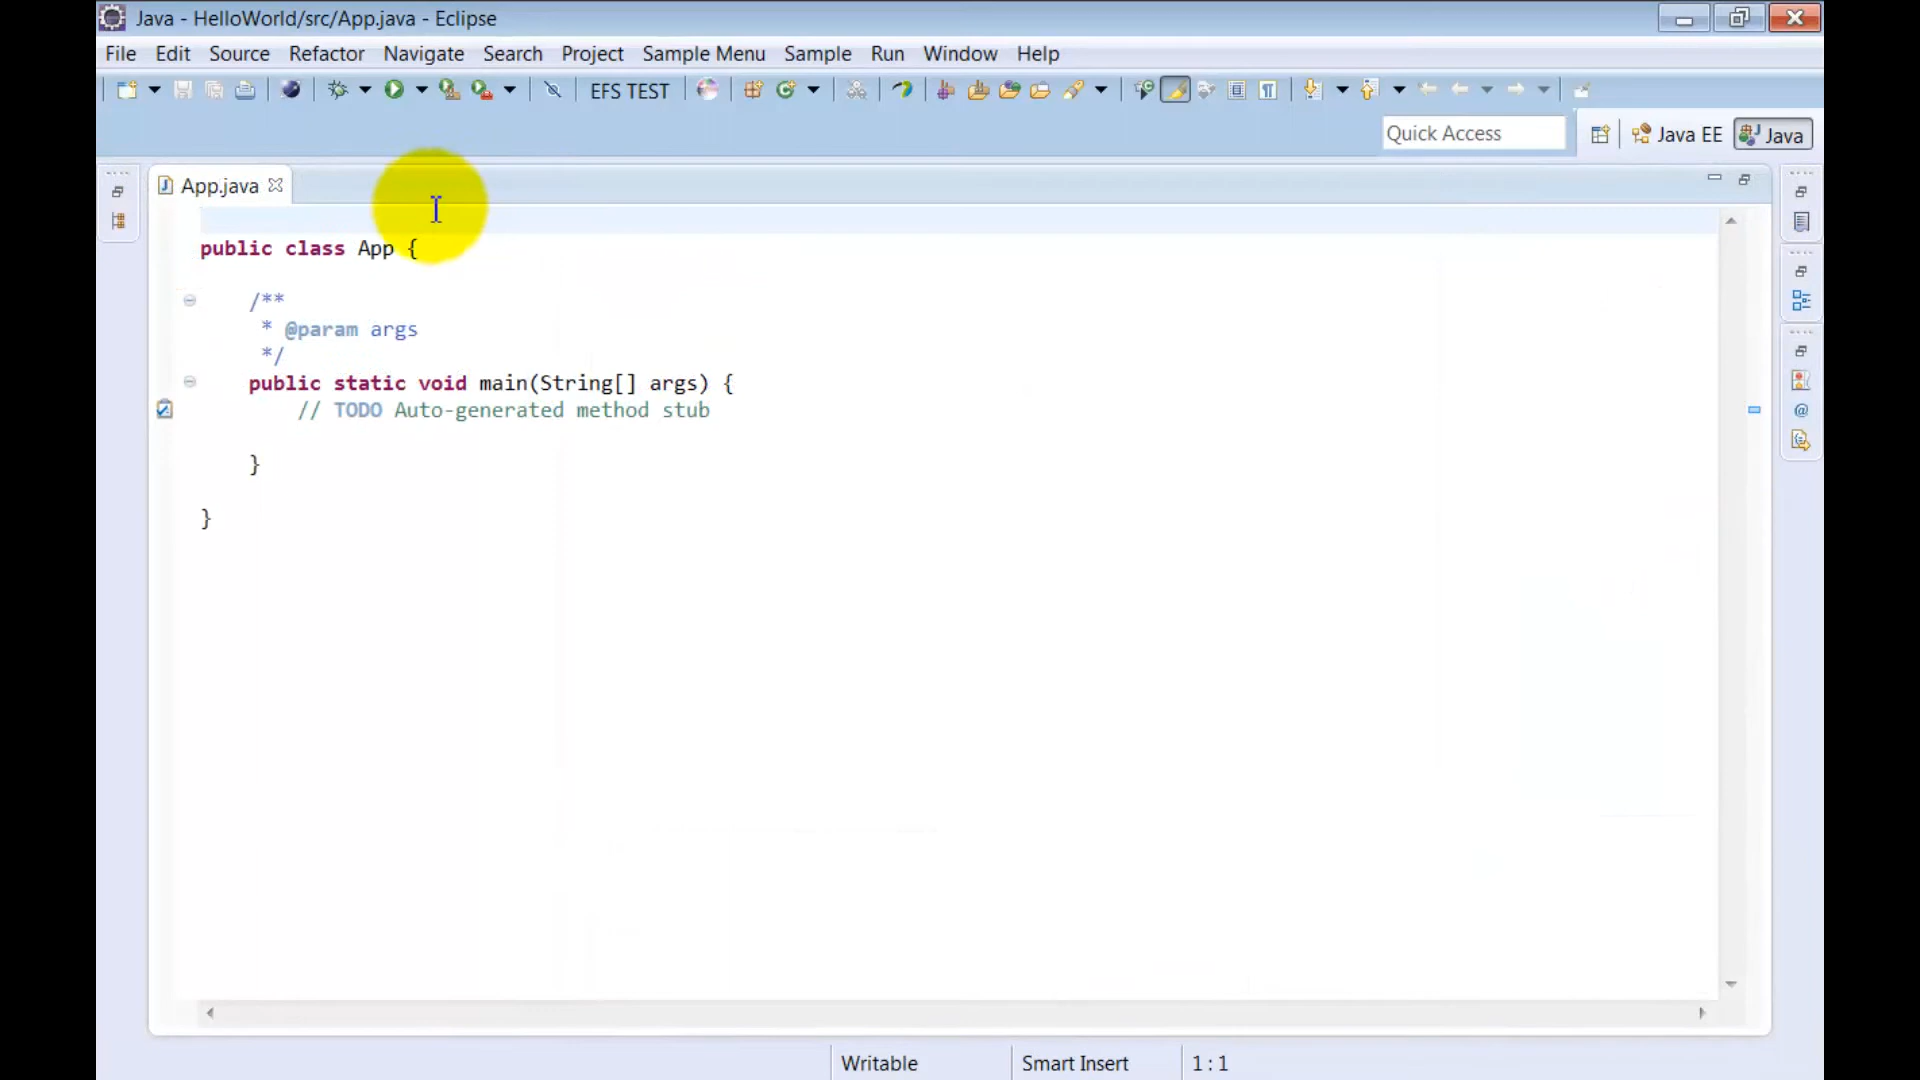 Java - HelloWorld/src/App.java - Eclipse
File Edit Source Refactor Navigate Search Project Sample Menu Sample Run Window Help
EFS TEST
Quick Access Java EE Java
App.java
public class App {
/**
* @param args
*/
public static void main(String[] args) {
// TODO Auto-generated method stub
}
}
Writable Smart Insert 1 : 1